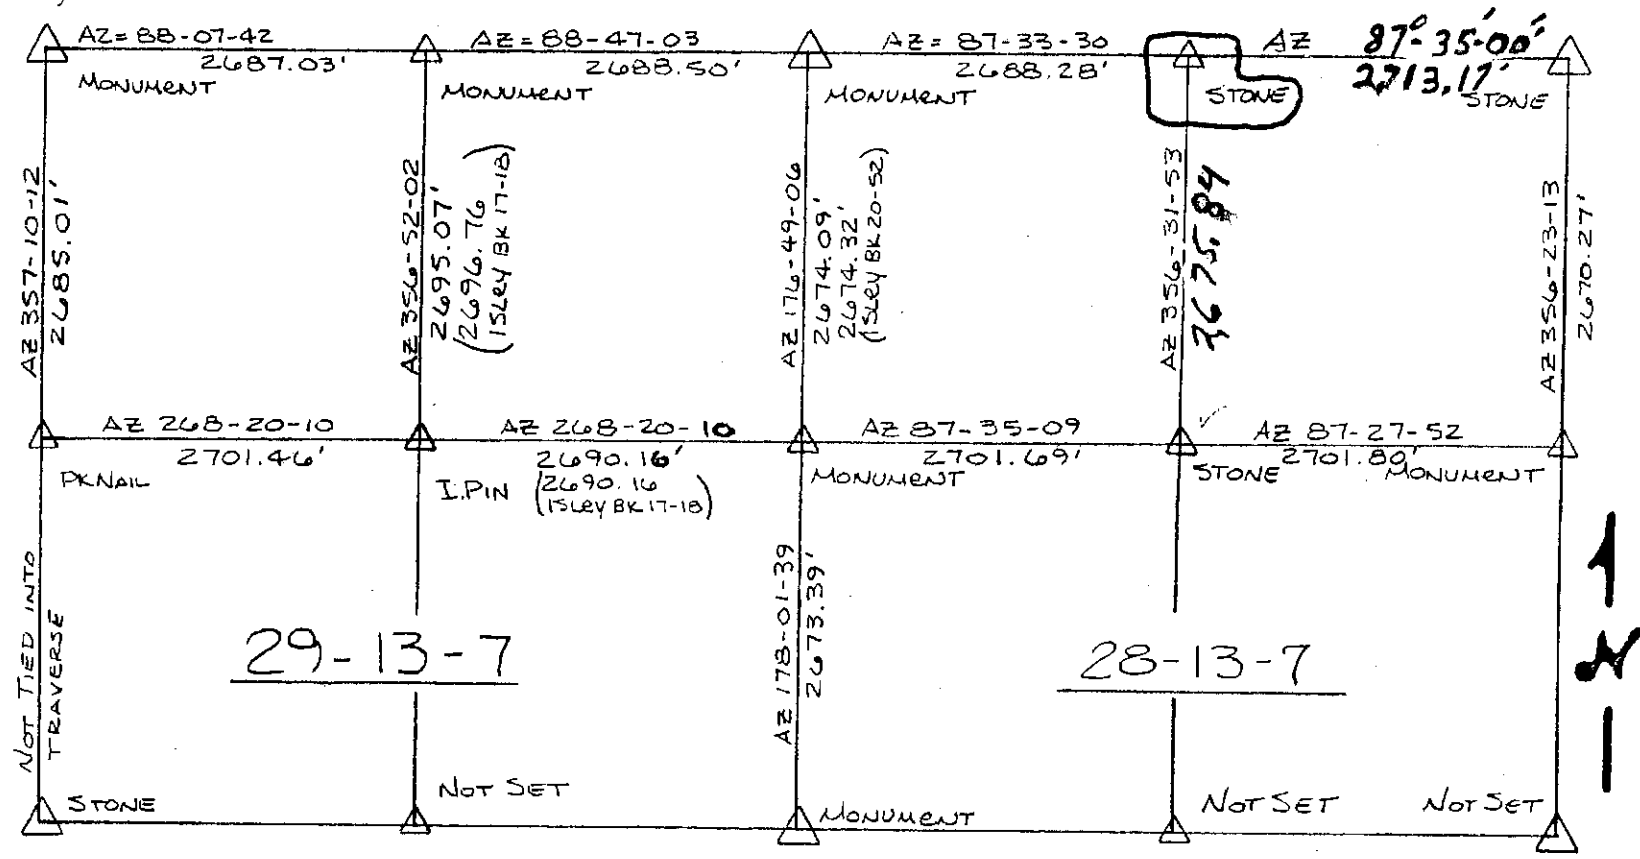 AZ= 88-07-42
2687.03'
MONUMENT
AZ= 88-47-03
2688.50'
MONUMENT
AZ= 87-33-30
2688.28'
MONUMENT
AZ 87°-35'-00'
2,713.17'
STONE
STONE
AZ 357-10-12
2685.01'
AZ 356-52-02
2695.07'
(2696.76
ISLEY BK 17-18)
AZ 176-49-06
2674.09'
2674.32'
(ISLEY BK 20-52)
AZ 356-31-53
2,675.84
AZ 356-23-13
2670.27'
AZ 268-20-10
2701.46'
PKNAIL
AZ 268-20-10
2690.16'
I.PIN
(2690.16
ISLEY BK 17-18)
AZ 87-35-09
2701.69'
MONUMENT
AZ 87-27-52
2701.80'
STONE
MONUMENT
NOT TIED INTO
TRAVERSE
29-13-7
AZ 178-01-39
2673.39'
28-13-7
N
STONE
NOT SET
MONUMENT
NOT SET
NOT SET